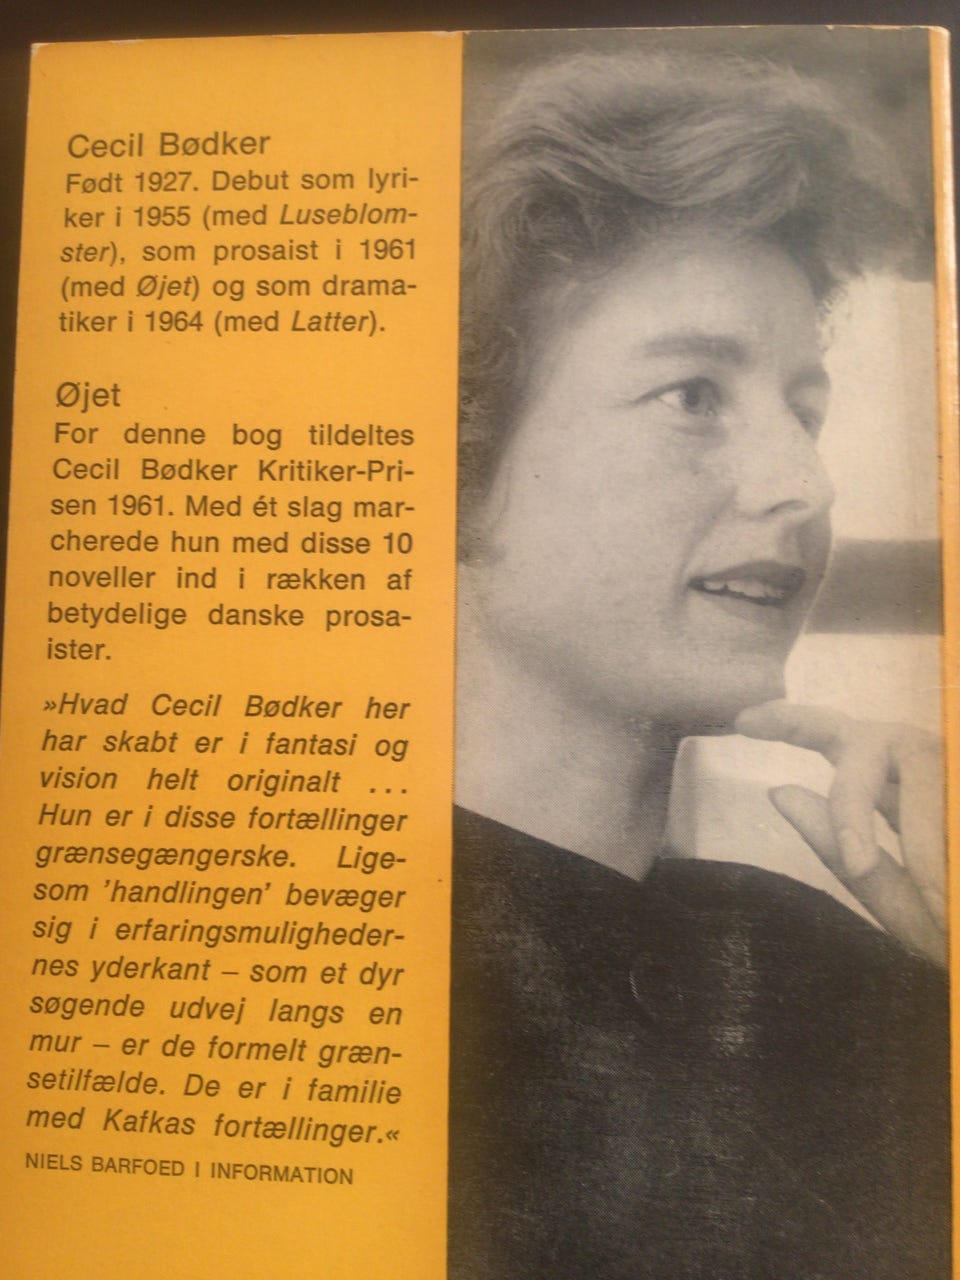 Cecil Bødker
Født 1927. Debut som lyri-
ker i 1955 (med Luseblom-
ster), som prosaist i 1961
(med Øjet) og som drama-
tiker i 1964 (med Latter).
Øjet
For denne bog tildeltes
Cecil Bødker Kritiker-Pri-
sen 1961. Med ét slag mar-
cherede hun med disse 10
noveller ind i rækken af
betydelige danske prosa-
ister.
»Hvad Cecil Bødker her
har skabt er i fantasi og
vision helt originalt ...
Hun er i disse fortællinger
grænsegængerske. Lige-
som 'handlingen' bevæger
sig i erfaringsmuligheder-
nes yderkant – som et dyr
søgende udvej langs en
mur – er de formelt græn-
setilfælde. De er i familie
med Kafkas fortællinger.«
NIELS BARFOED I INFORMATION